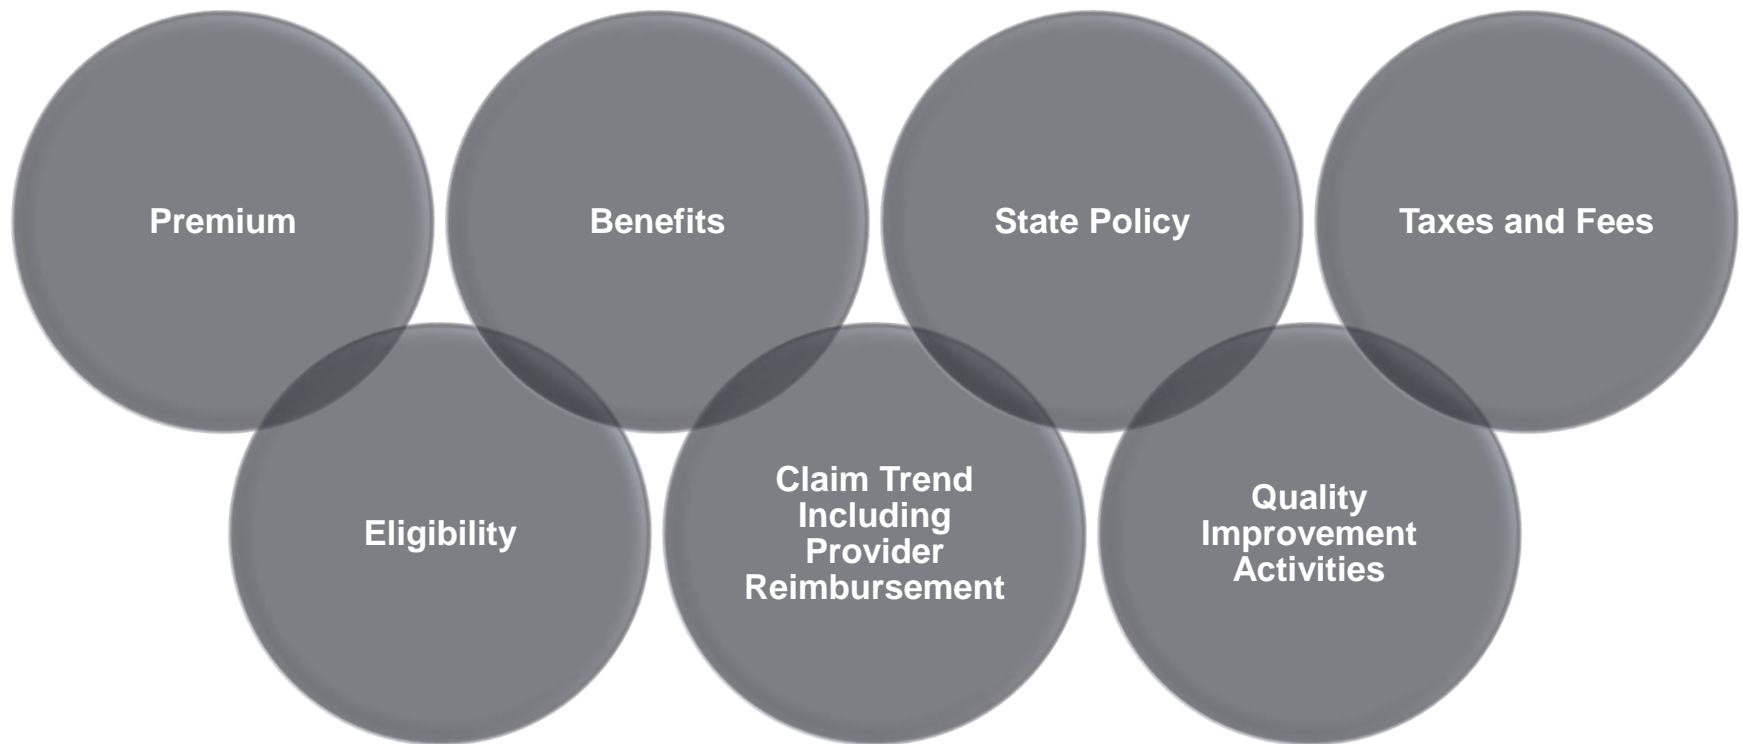 Premium
Benefits
State Policy
Taxes and Fees
Eligibility
Claim Trend
Including
Provider
Reimbursement
Quality
Improvement
Activities